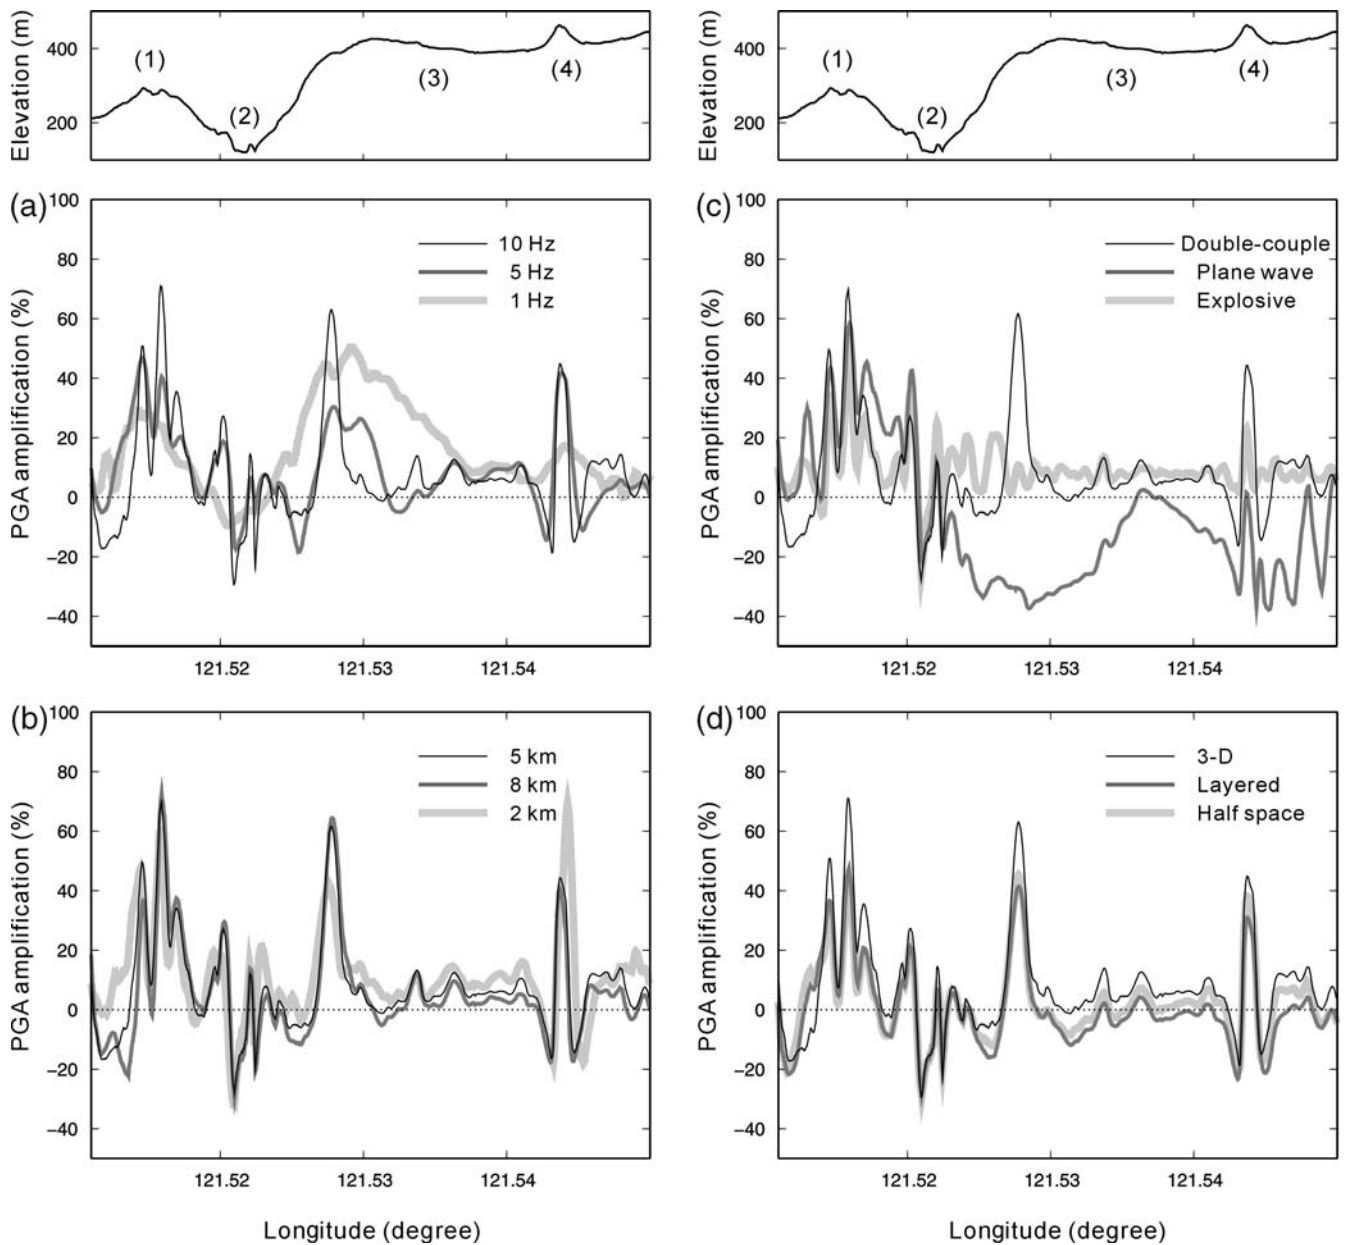 Elevation (m)
400
200
(1)
(2)
(3)
(4)
Elevation (m)
400
200
(1)
(2)
(3)
(4)
(a)
PGA amplification (%)
100
80
60
40
20
0
−20
−40
10 Hz
5 Hz
1 Hz
121.52
121.53
121.54
(c)
PGA amplification (%)
100
80
60
40
20
0
−20
−40
Double-couple
Plane wave
Explosive
121.52
121.53
121.54
(b)
PGA amplification (%)
100
80
60
40
20
0
−20
−40
5 km
8 km
2 km
121.52
121.53
121.54
Longitude (degree)
(d)
PGA amplification (%)
100
80
60
40
20
0
−20
−40
3-D
Layered
Half space
121.52
121.53
121.54
Longitude (degree)